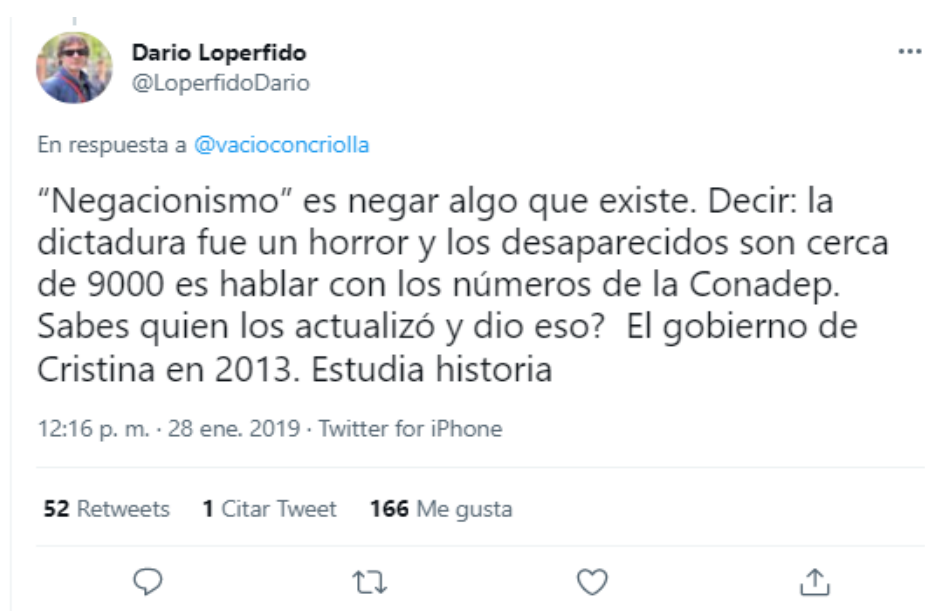 Dario Loperfido
@LoperfidoDario
En respuesta a @vacioconcriolla
“Negacionismo” es negar algo que existe. Decir: la
dictadura fue un horror y los desaparecidos son cerca
de 9000 es hablar con los números de la Conadep.
Sabes quien los actualizó y dio eso?  El gobierno de
Cristina en 2013. Estudia historia
12:16 p. m. · 28 ene. 2019 · Twitter for iPhone
52 Retweets 1 Citar Tweet 166 Me gusta